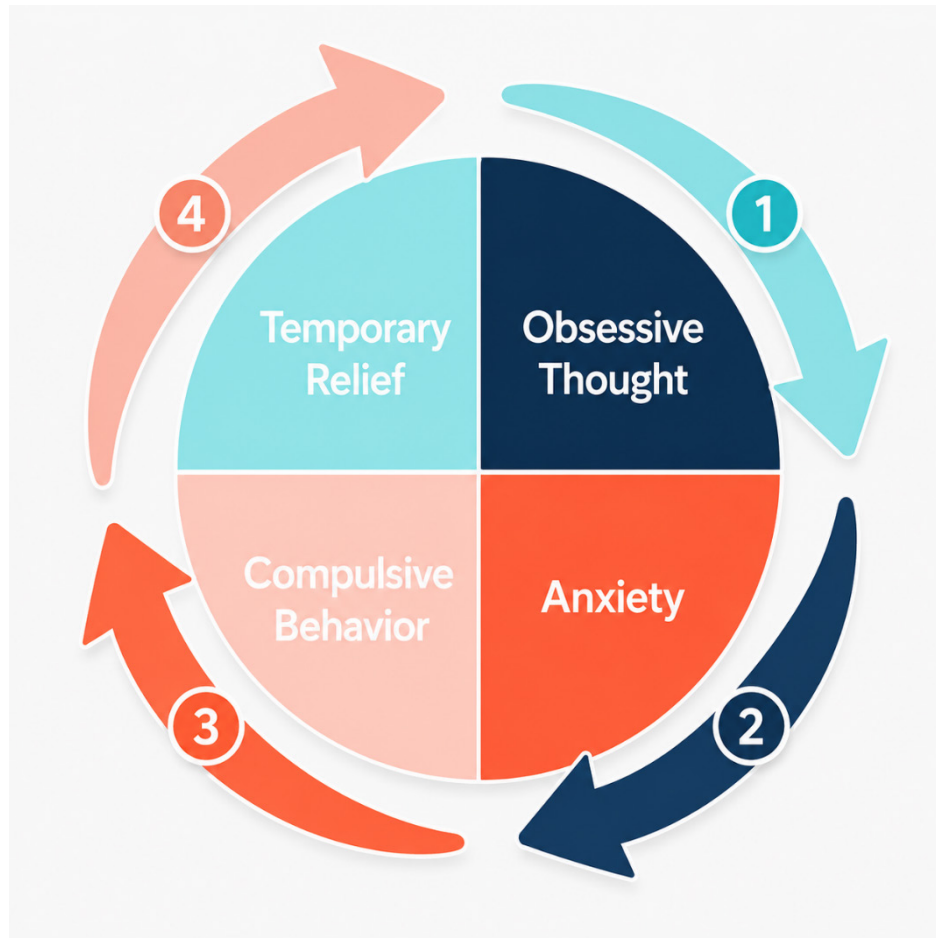 1
Obsessive
Thought
2
Anxiety
3
Compulsive
Behavior
4
Temporary
Relief